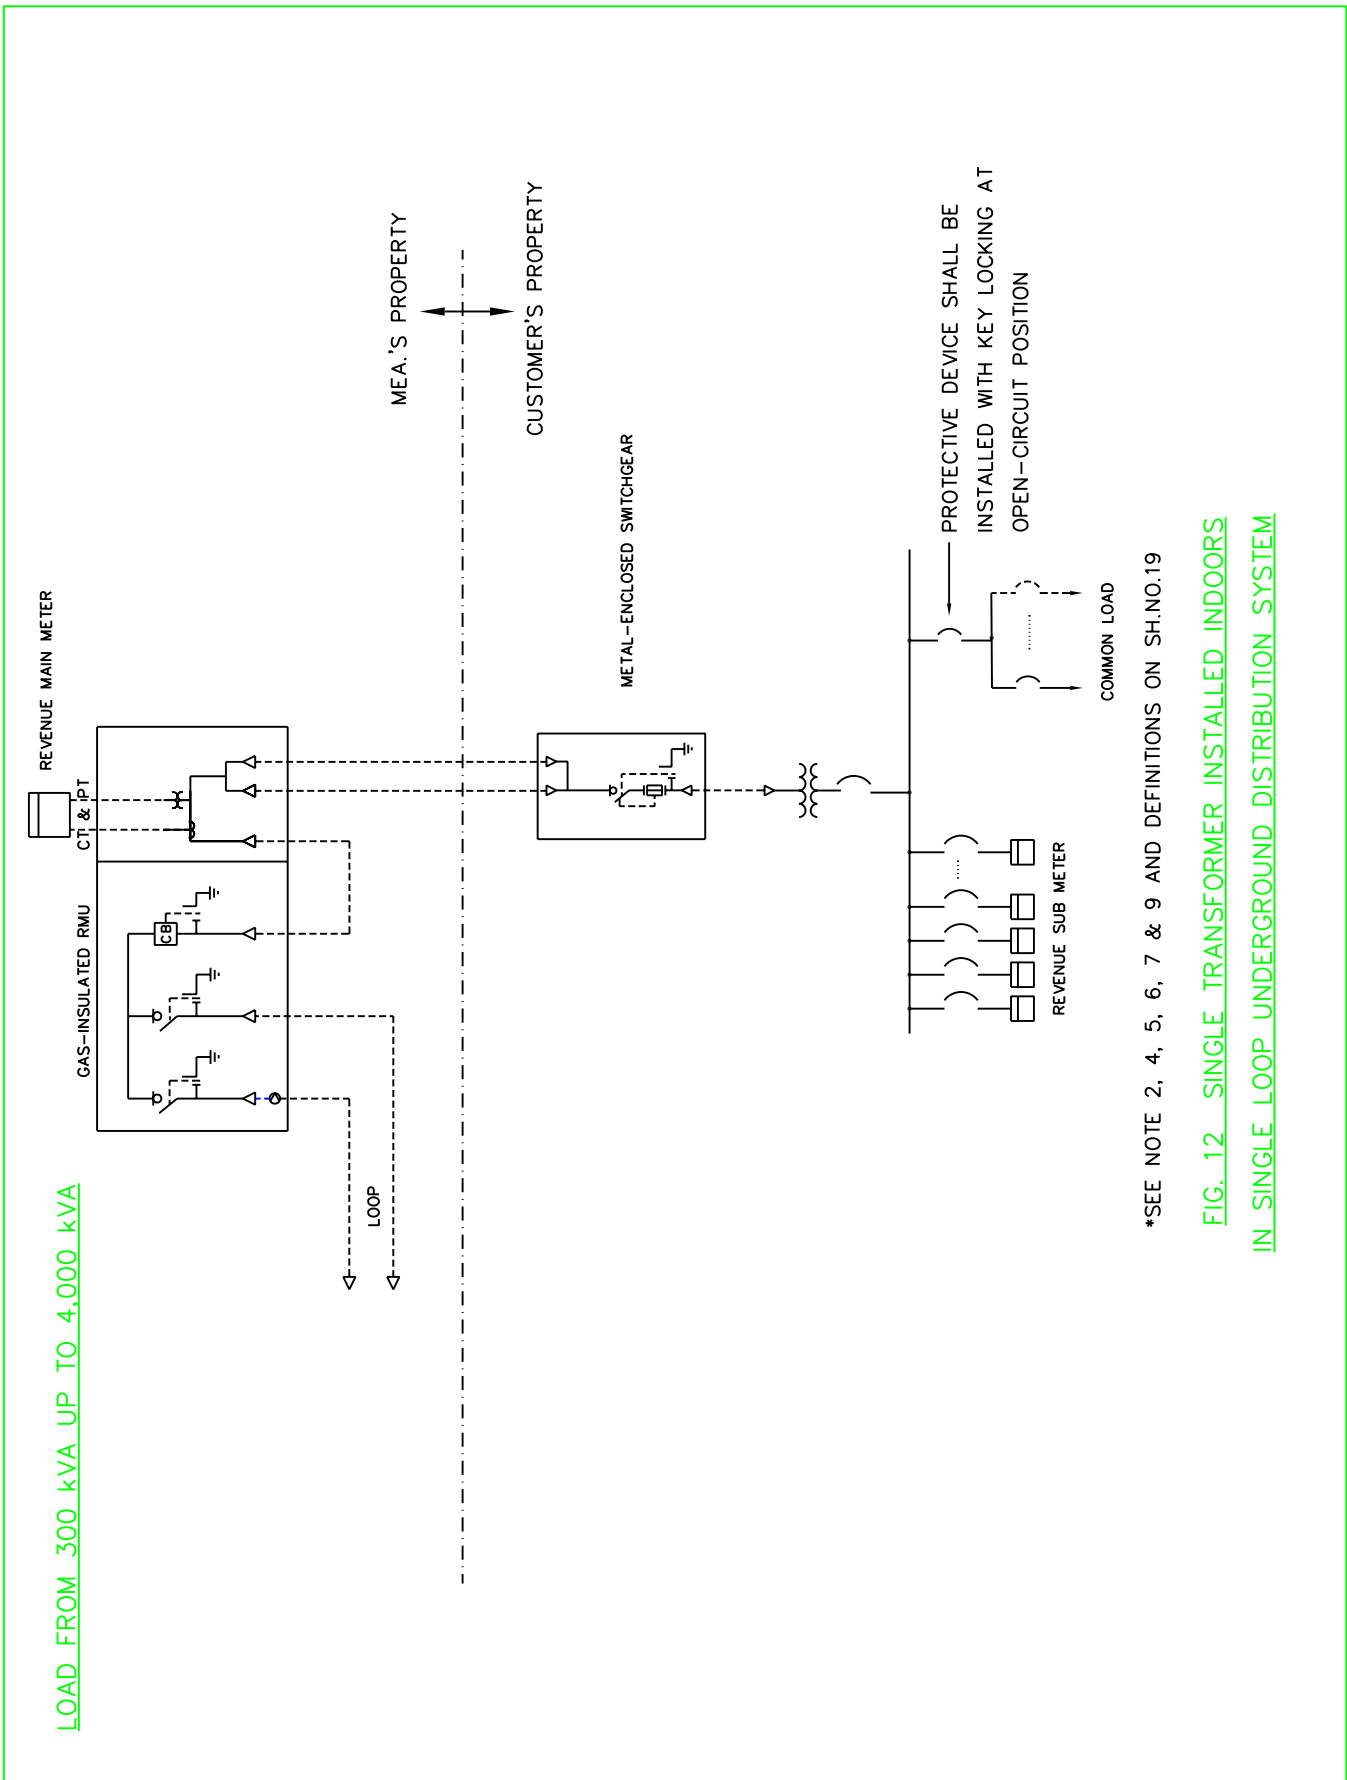 LOAD FROM 300 kVA UP TO 4,000 kVA
REVENUE MAIN METER
CT & PT
GAS-INSULATED RMU
CB
LOOP
MEA.'S PROPERTY
CUSTOMER'S PROPERTY
METAL-ENCLOSED SWITCHGEAR
PROTECTIVE DEVICE SHALL BE
INSTALLED WITH KEY LOCKING AT
OPEN-CIRCUIT POSITION
REVENUE SUB METER
COMMON LOAD
*SEE NOTE 2, 4, 5, 6, 7 & 9 AND DEFINITIONS ON SH.NO.19
FIG. 12 SINGLE TRANSFORMER INSTALLED INDOORS
IN SINGLE LOOP UNDERGROUND DISTRIBUTION SYSTEM